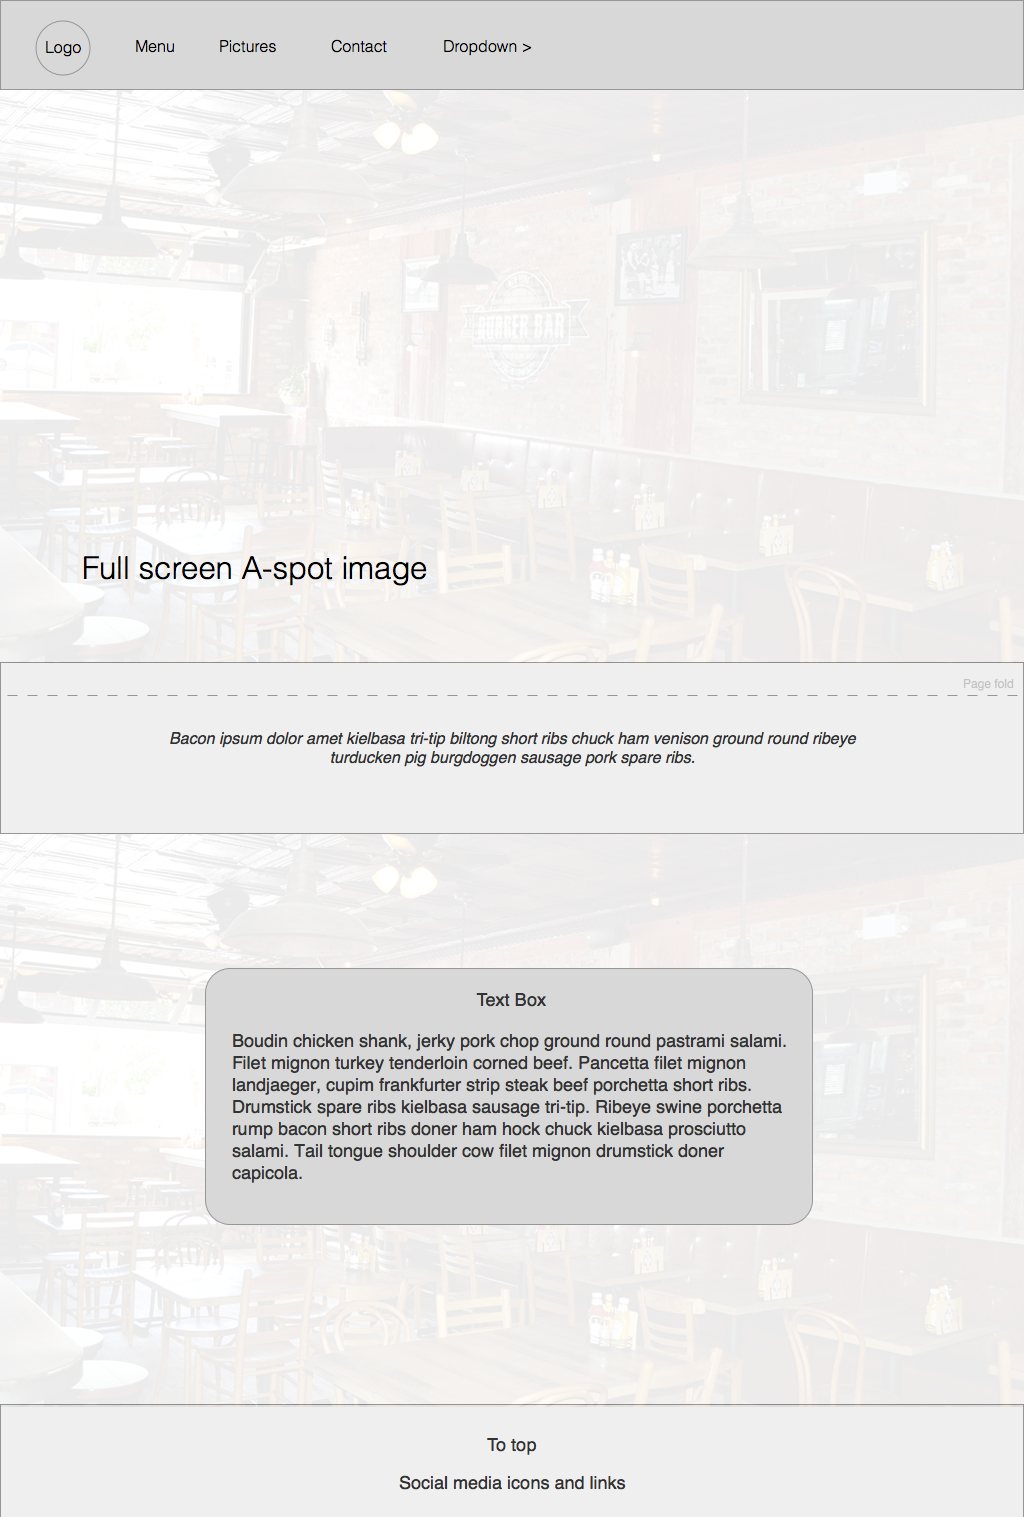 Logo
Menu
Pictures
Contact
Dropdown >
BURGER BAR
Full screen A-spot image
Page fold
Bacon ipsum dolor amet kielbasa tri-tip biltong short ribs chuck ham venison ground round ribeye
turducken pig burgdoggen sausage pork spare ribs.
Text Box
Boudin chicken shank, jerky pork chop ground round pastrami salami.
Filet mignon turkey tenderloin corned beef. Pancetta filet mignon
landjaeger, cupim frankfurter strip steak beef porchetta short ribs.
Drumstick spare ribs kielbasa sausage tri-tip. Ribeye swine porchetta
rump bacon short ribs doner ham hock chuck kielbasa prosciutto
salami. Tail tongue shoulder cow filet mignon drumstick doner
capicola.
To top
Social media icons and links